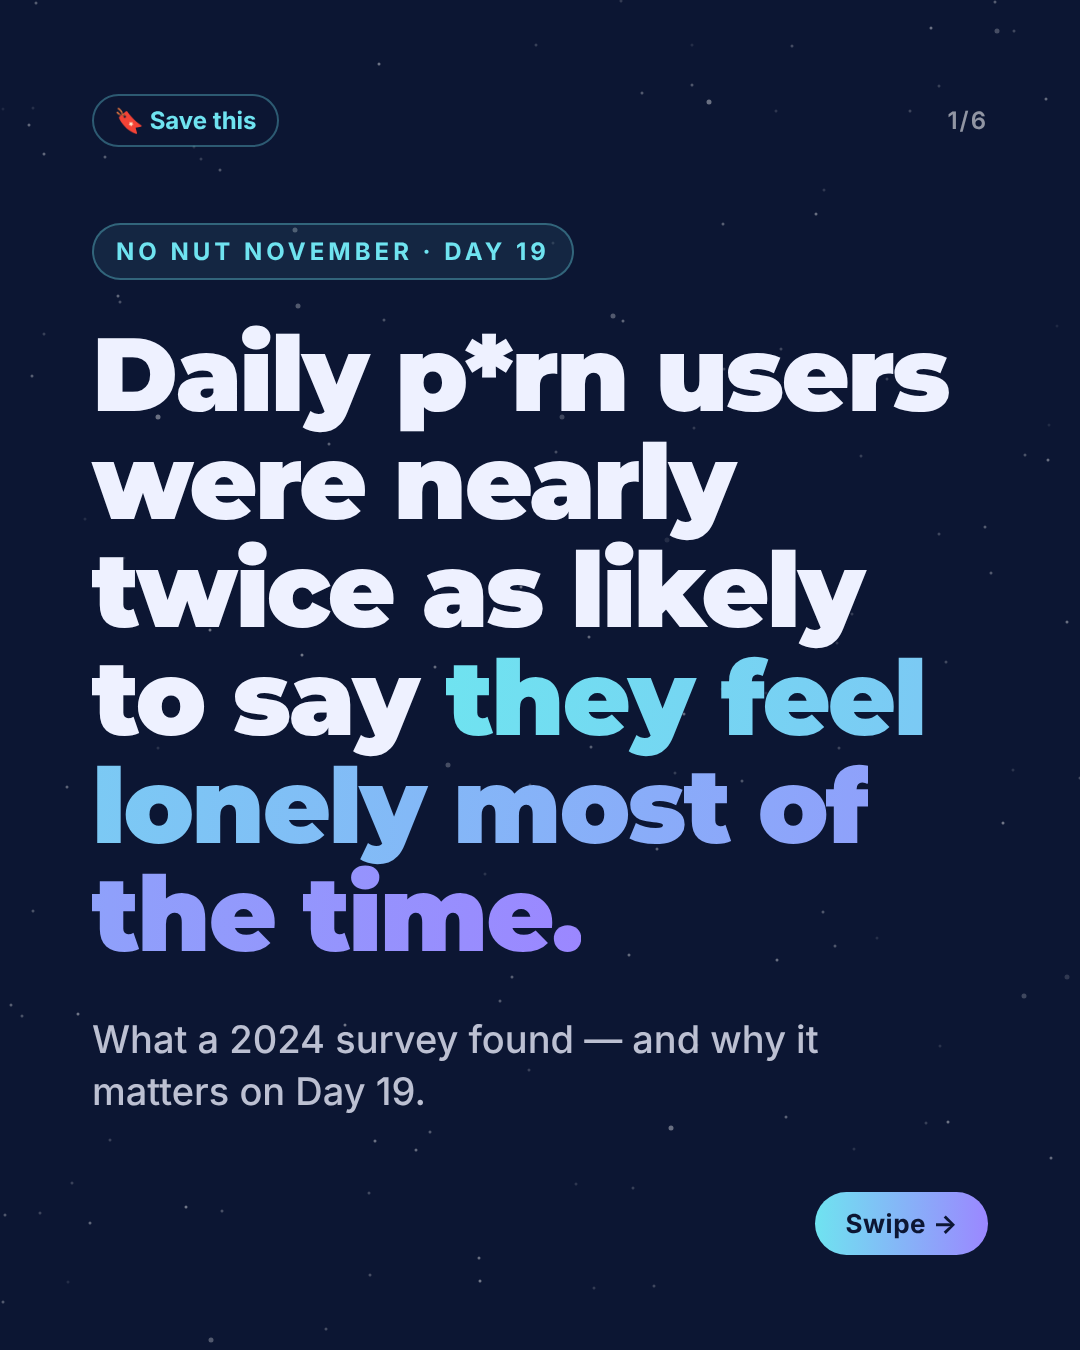 🔖 Save this
1/6
NO NUT NOVEMBER · DAY 19
Daily p*rn users
were nearly
twice as likely
to say they feel
lonely most of
the time.
What a 2024 survey found — and why it
matters on Day 19.
Swipe →